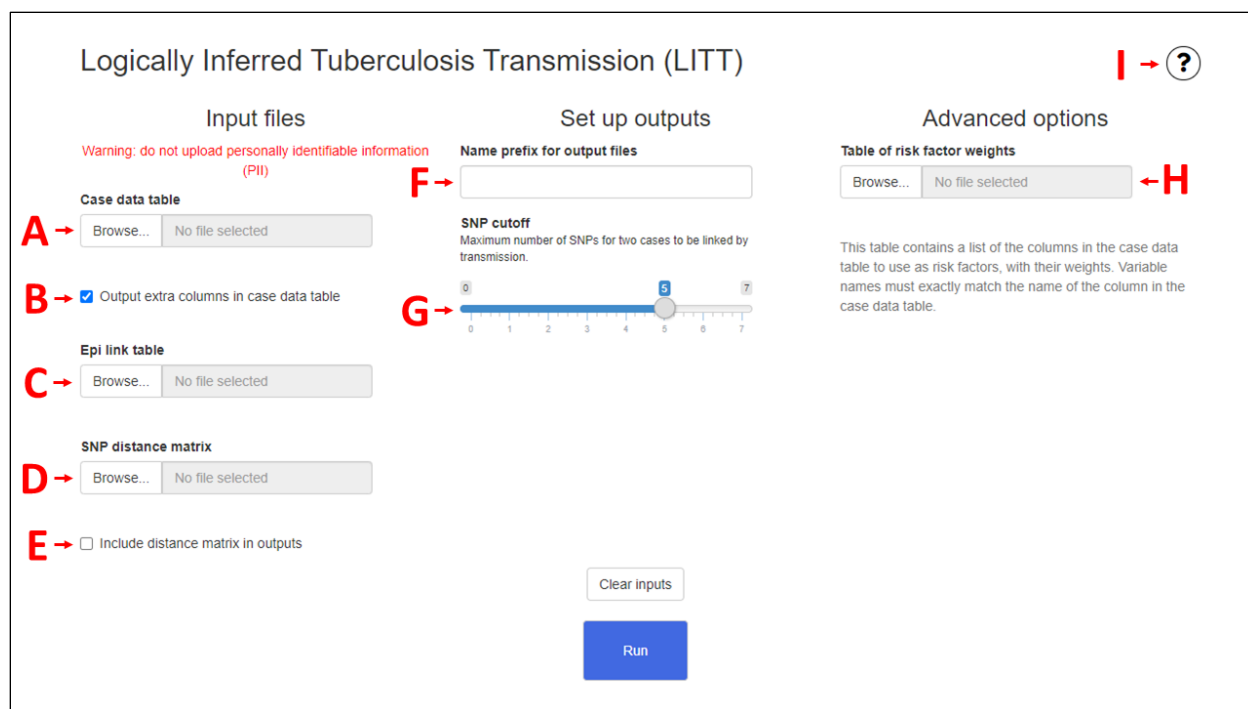 Logically Inferred Tuberculosis Transmission (LITT)
I
?
Input files
Warning: do not upload personally identifiable information
(PII)
Case data table
A
Browse...
No file selected
B
Output extra columns in case data table
Epi link table
C
Browse...
No file selected
SNP distance matrix
D
Browse...
No file selected
E
Include distance matrix in outputs
Set up outputs
Name prefix for output files
F
SNP cutoff
Maximum number of SNPs for two cases to be linked by
transmission.
0
5
7
G
0 1 2 3 4 5 6 7
Advanced options
Table of risk factor weights
Browse...
No file selected
H
This table contains a list of the columns in the case data
table to use as risk factors, with their weights. Variable
names must exactly match the name of the column in the
case data table.
Clear inputs
Run